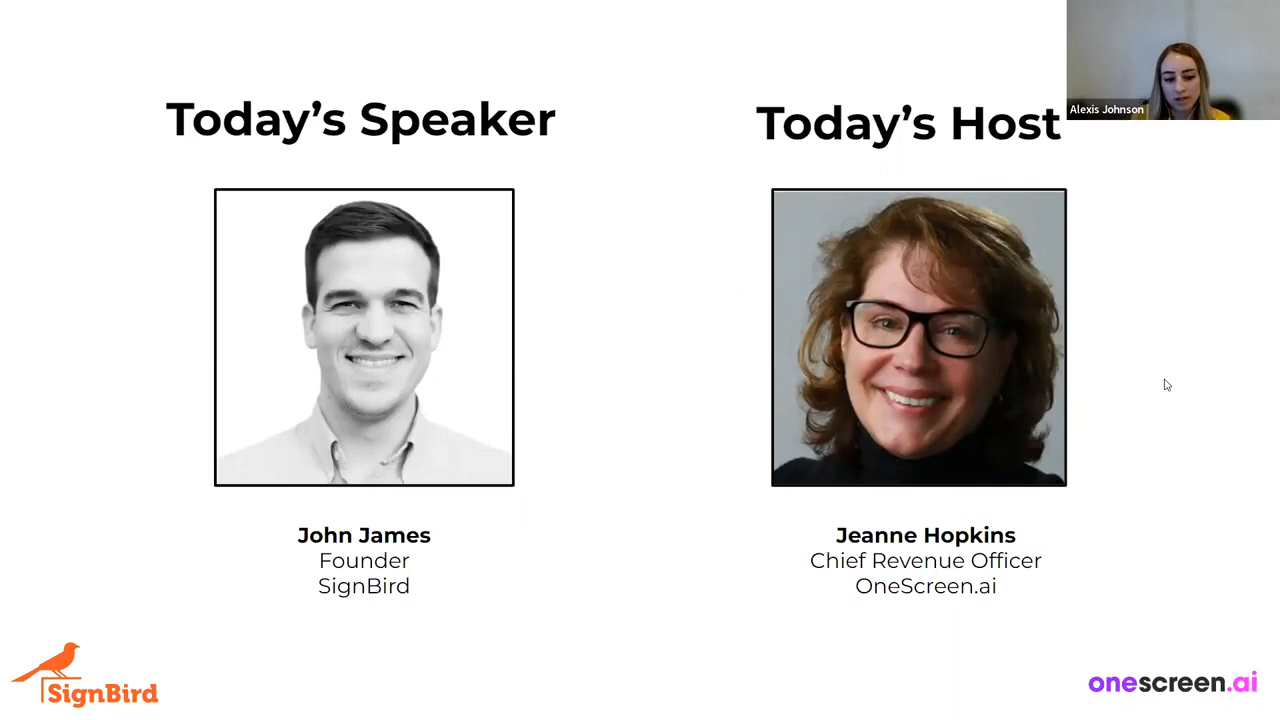 Today's Speaker
Today's Host
Alexis Johnson
John James
Founder
SignBird
Jeanne Hopkins
Chief Revenue Officer
OneScreen.ai
SignBird
onescreen.ai